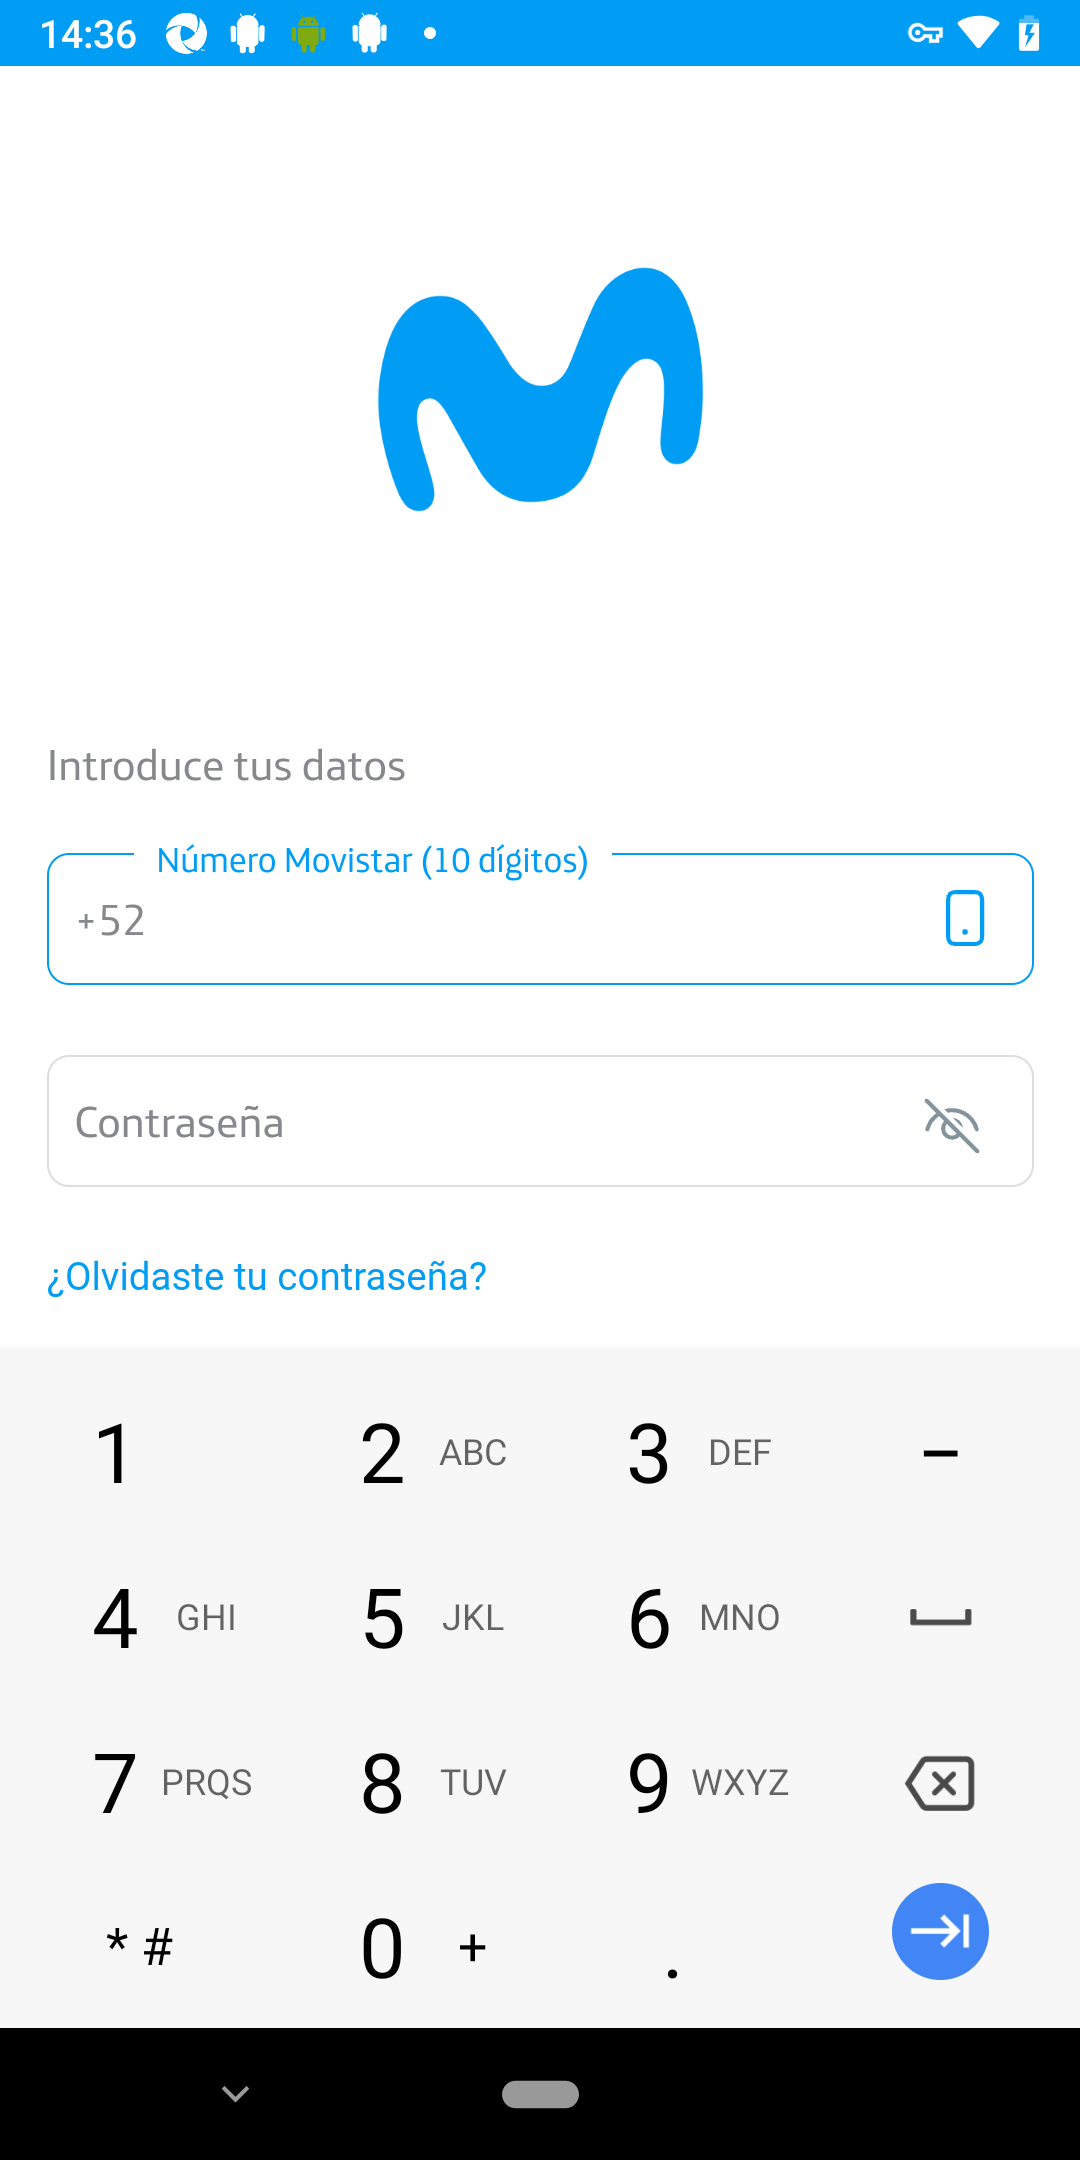 14:36
Introduce tus datos
Número Movistar (10 dígitos)
+52
Contraseña
¿Olvidaste tu contraseña?
1 2 ABC 3 DEF –
4 GHI 5 JKL 6 MNO
7 PRQS 8 TUV 9 WXYZ
* # 0 + .